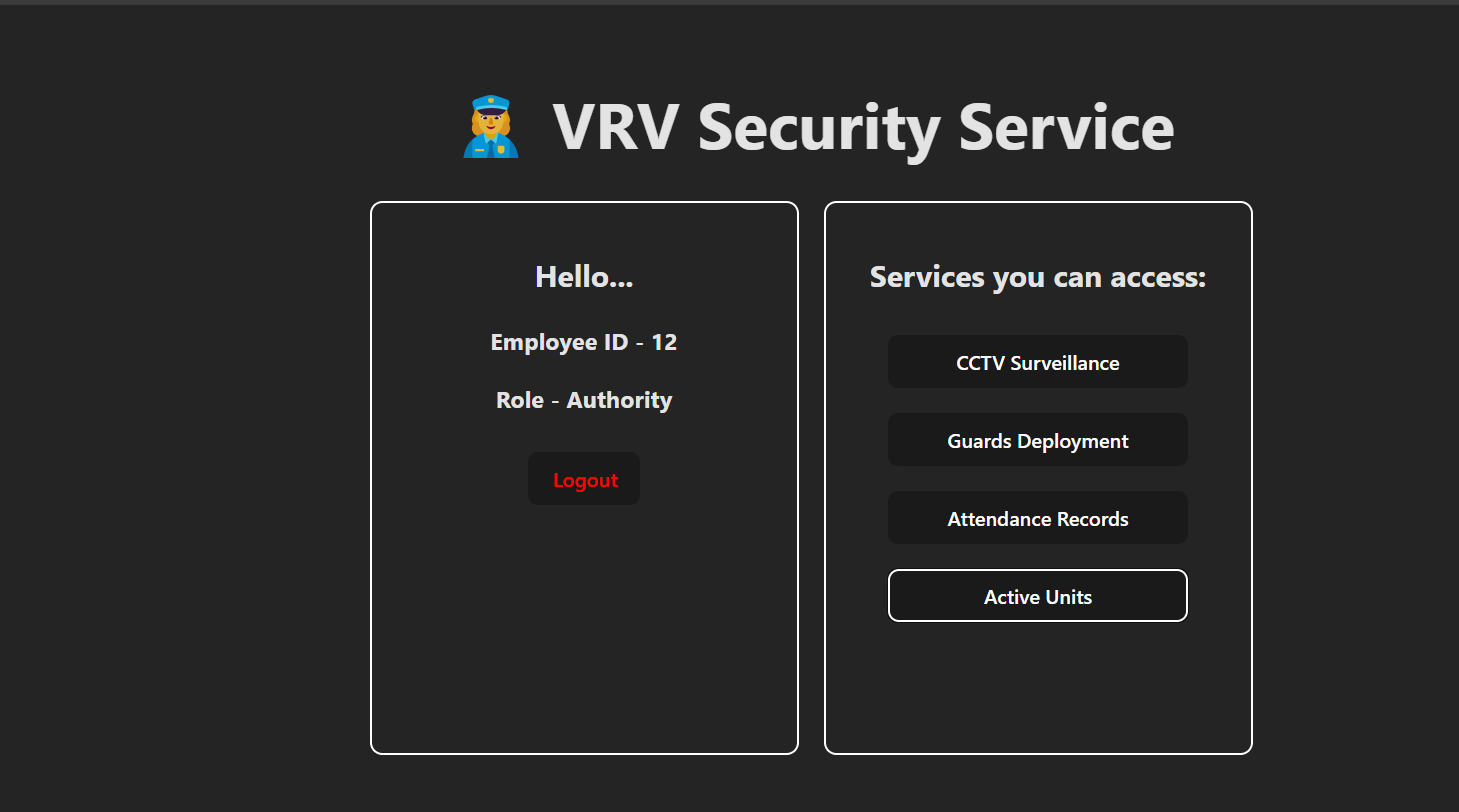 VRV Security Service
Hello...
Employee ID - 12
Role - Authority
Logout
Services you can access:
CCTV Surveillance
Guards Deployment
Attendance Records
Active Units